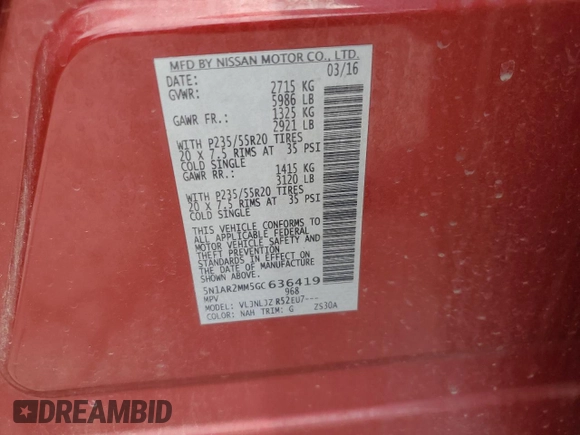 MFD BY NISSAN MOTOR CO., LTD.
DATE: 03/16
GVWR: 2715 KG
5986 LB
GAWR FR.: 1325 KG
2921 LB
WITH P235/55R20 TIRES
20 X 7.5 RIMS AT 35 PSI
COLD SINGLE
GAWR RR.: 1415 KG
3120 LB
WITH P235/55R20 TIRES
20 X 7.5 RIMS AT 35 PSI
COLD SINGLE
THIS VEHICLE CONFORMS TO
ALL APPLICABLE FEDERAL
MOTOR VEHICLE SAFETY AND
THEFT PREVENTION
STANDARDS IN EFFECT ON
THE DATE OF MANUFACTURE
SHOWN ABOVE.
5N1AR2MM5GC636419
MPV 968
MODEL: VLJNLJZ R52EU7---
COLOR: NAH TRIM: G 2S30A
DREAMBID